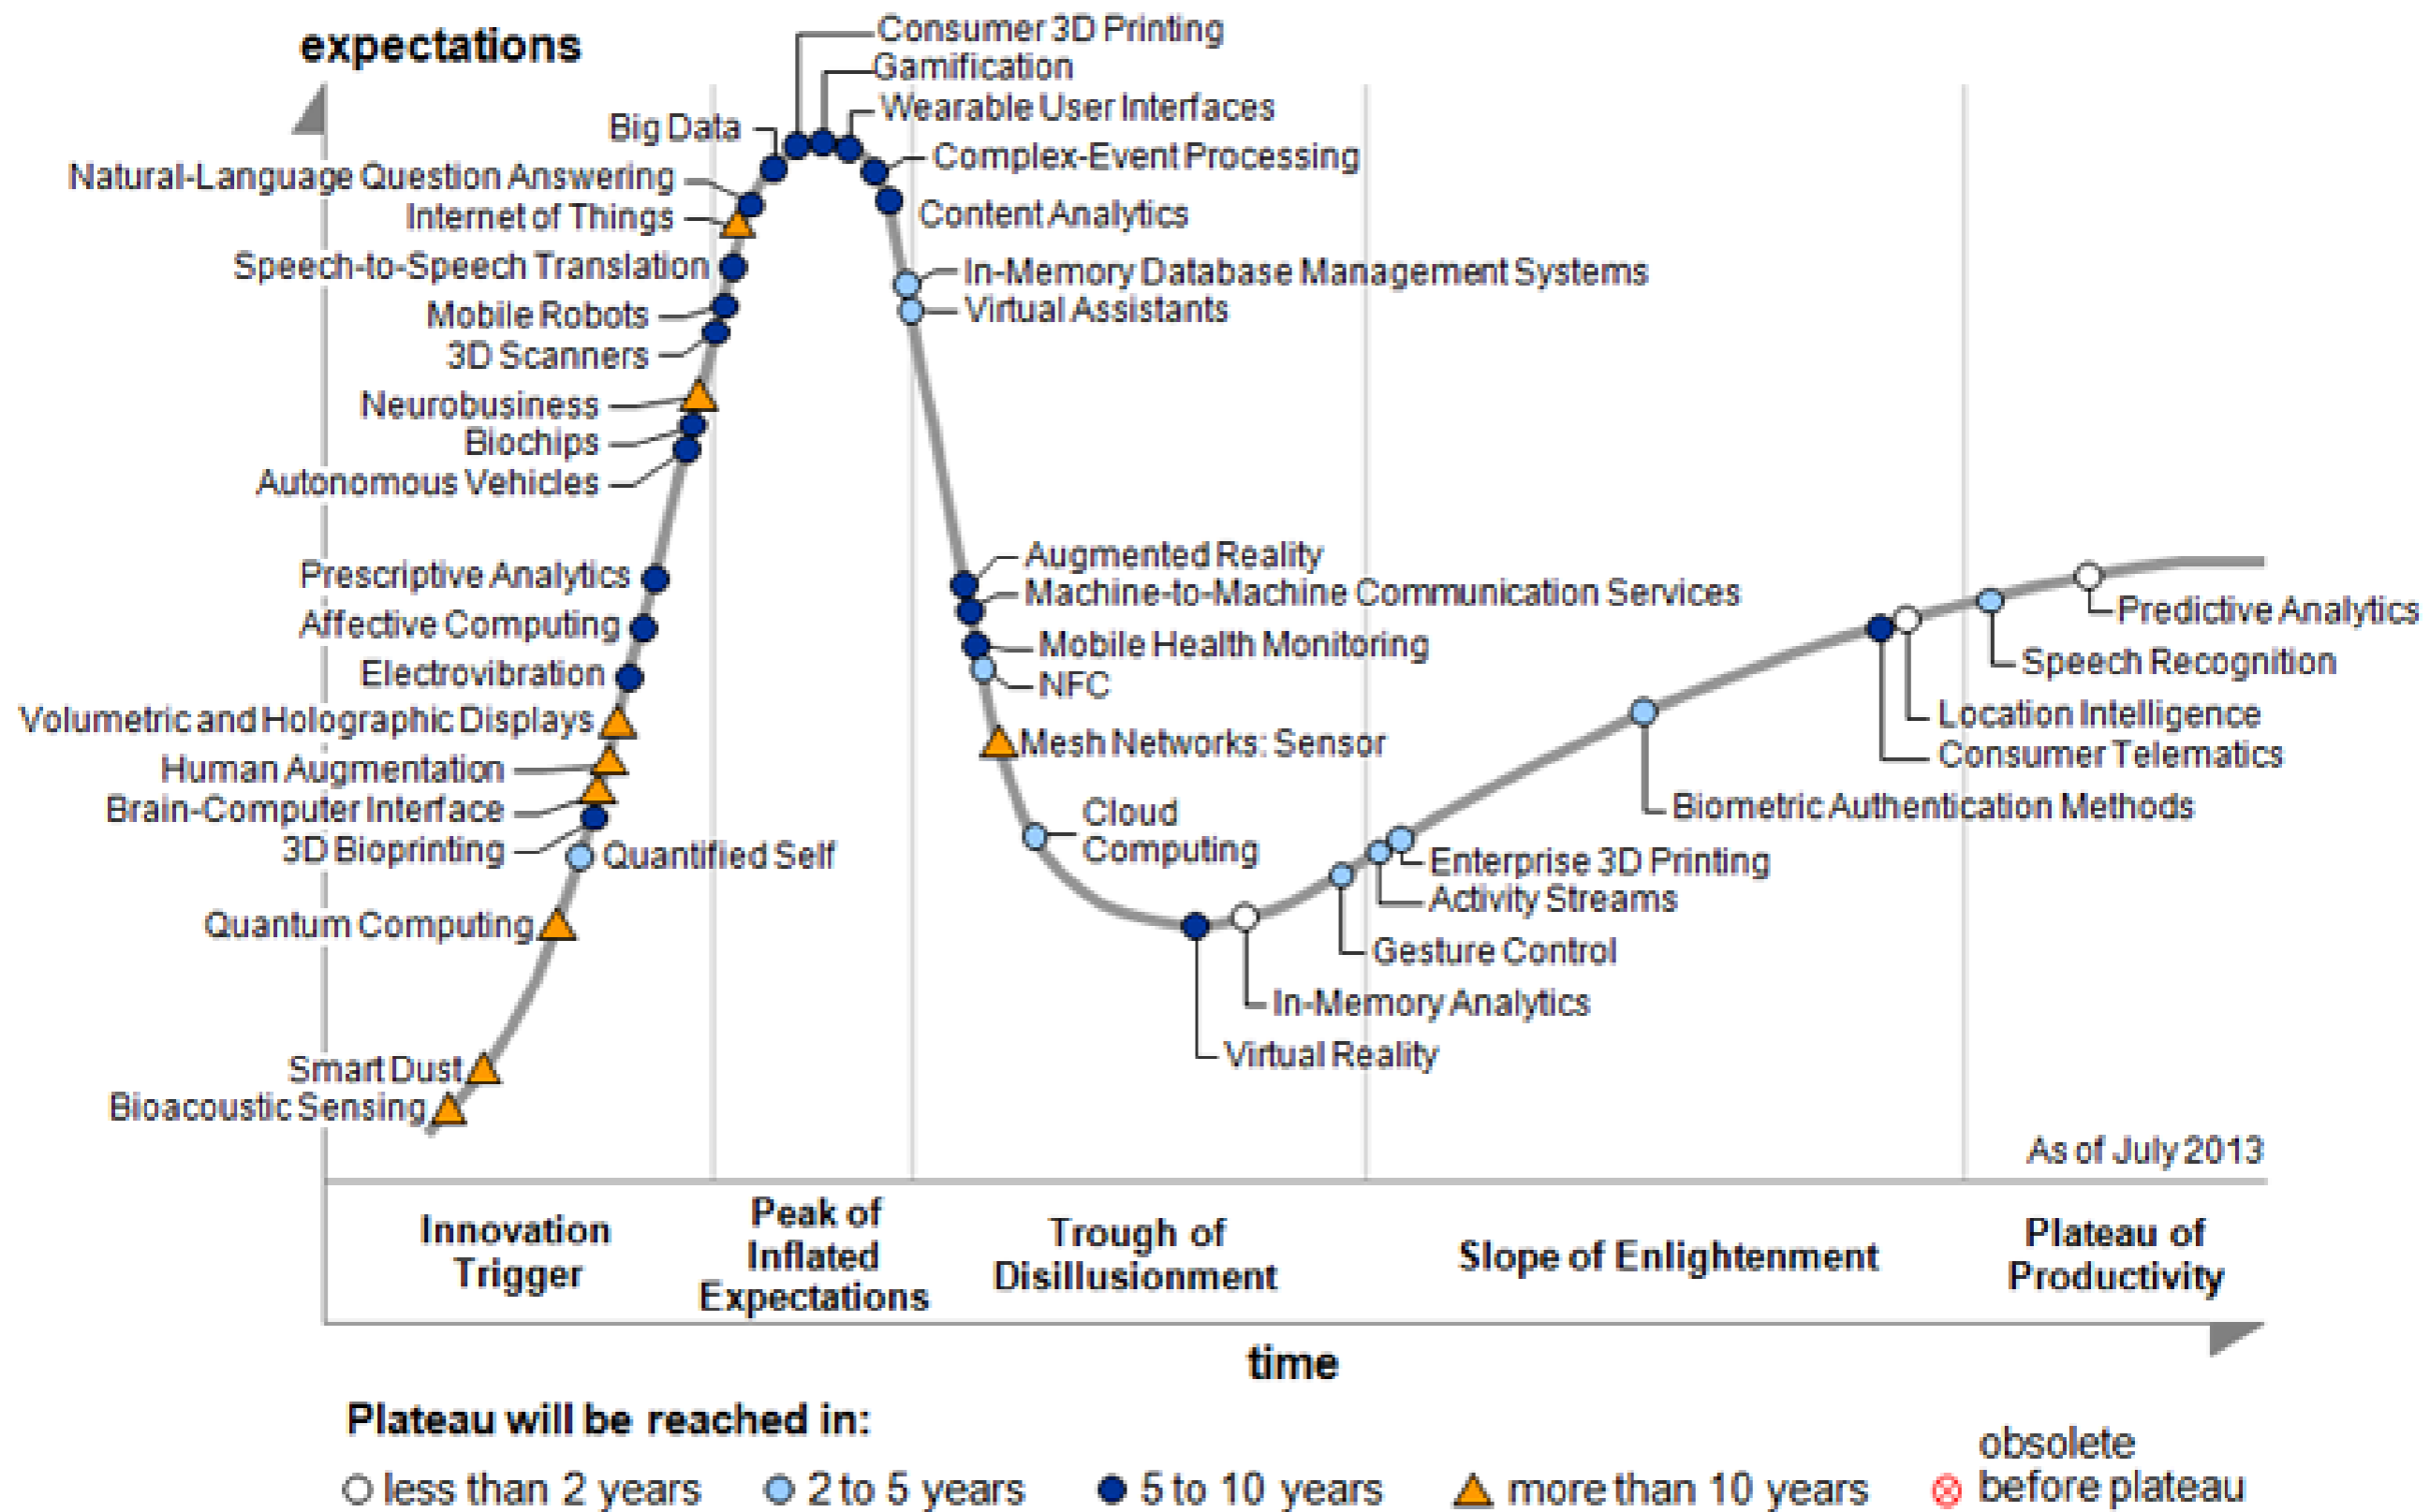 expectations
Consumer 3D Printing
Gamification
Wearable User Interfaces
Big Data
Complex-Event Processing
Natural-Language Question Answering
Internet of Things
Content Analytics
Speech-to-Speech Translation
In-Memory Database Management Systems
Mobile Robots
Virtual Assistants
3D Scanners
Neurobusiness
Biochips
Autonomous Vehicles
Augmented Reality
Prescriptive Analytics
Machine-to-Machine Communication Services
Predictive Analytics
Affective Computing
Mobile Health Monitoring
Speech Recognition
Electrovibration
NFC
Volumetric and Holographic Displays
Location Intelligence
Mesh Networks: Sensor
Consumer Telematics
Human Augmentation
Brain-Computer Interface
Cloud
Computing
Biometric Authentication Methods
3D Bioprinting
Quantified Self
Enterprise 3D Printing
Activity Streams
Quantum Computing
Gesture Control
In-Memory Analytics
Virtual Reality
Smart Dust
Bioacoustic Sensing
As of July 2013
Innovation
Trigger
Peak of
Inflated
Expectations
Trough of
Disillusionment
Slope of Enlightenment
Plateau of
Productivity
time
Plateau will be reached in:
less than 2 years
2 to 5 years
5 to 10 years
more than 10 years
obsolete
before plateau